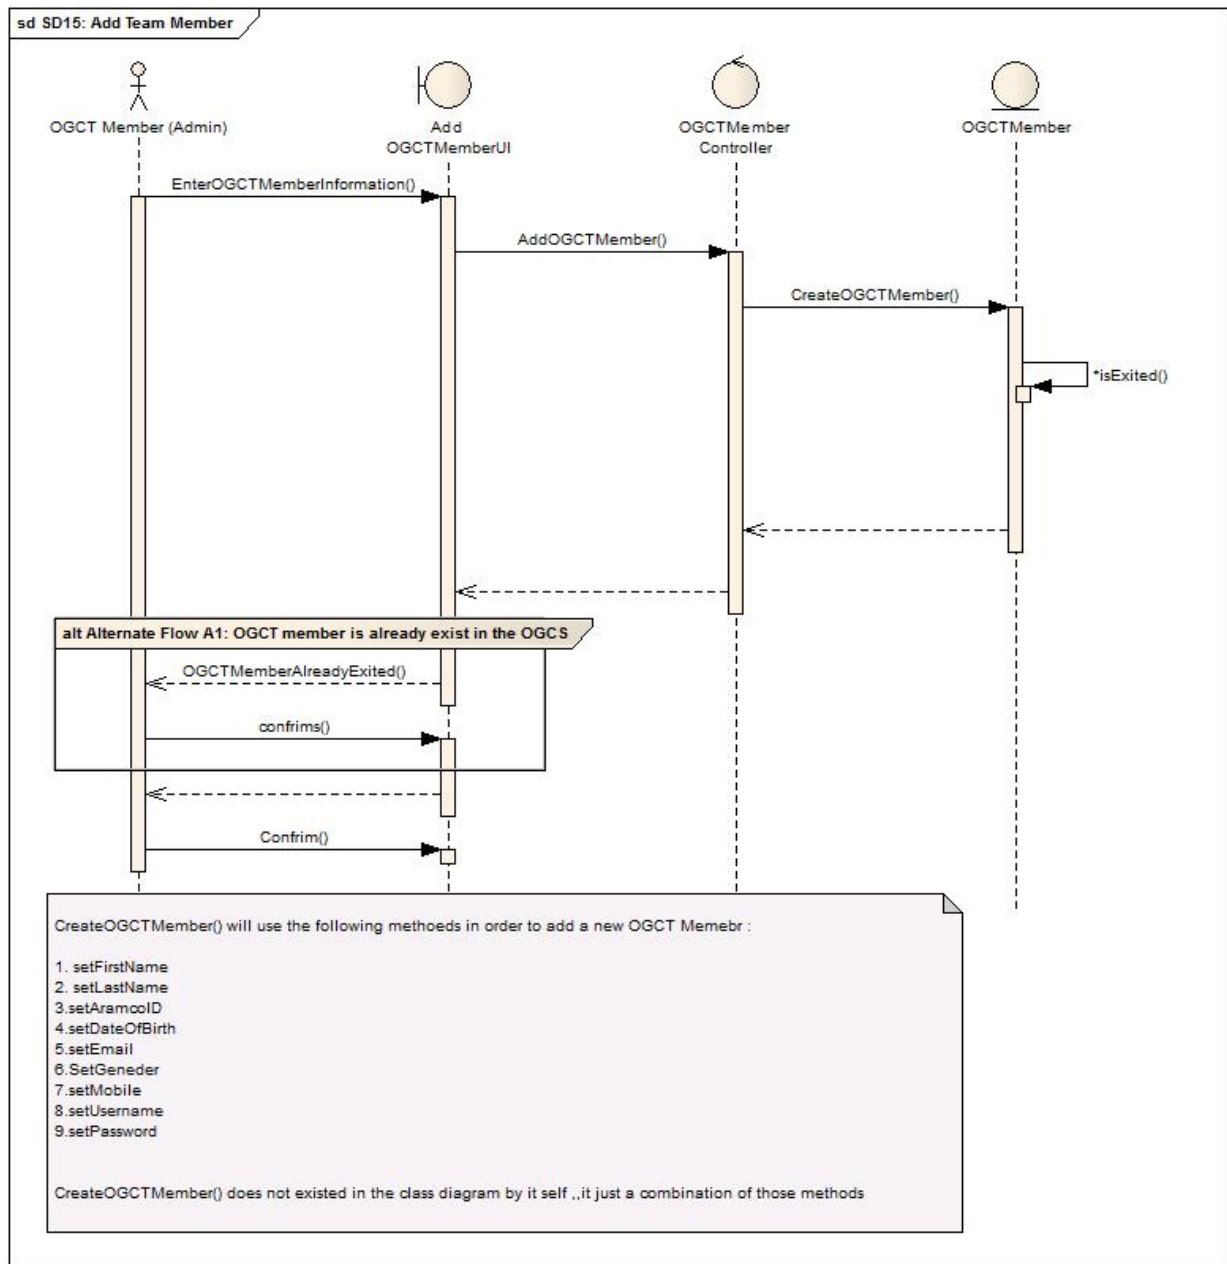 sd SD15: Add Team Member
OGCT Member (Admin)
Add
OGCTMemberUI
OGCTMember
Controller
OGCTMember
EnterOGCTMemberInformation()
AddOGCTMember()
CreateOGCTMember()
*isExited()
alt Alternate Flow A1: OGCT member is already exist in the OGCS
OGCTMemberAlreadyExited()
confrims()
Confrim()
CreateOGCTMember() will use the following methoeds in order to add a new OGCT Memebr :
1. setFirstName
2. setLastName
3.setAramcoID
4.setDateOfBirth
5.setEmail
6.SetGeneder
7.setMobile
8.setUsername
9.setPassword
CreateOGCTMember() does not existed in the class diagram by it self ,,it just a combination of those methods